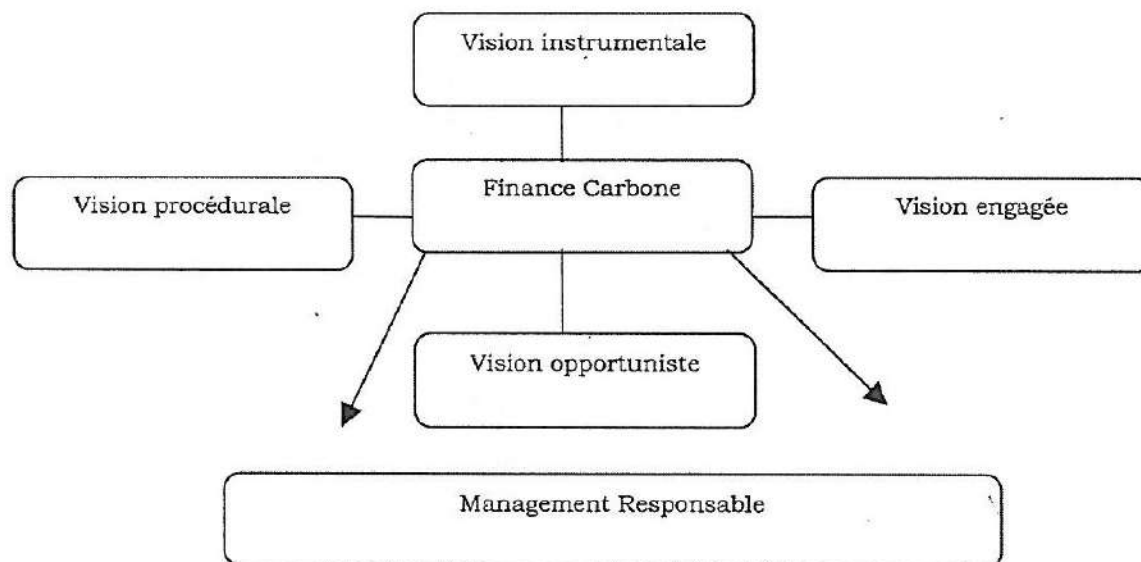 Vision instrumentale
Finance Carbone
Vision procédurale
Vision engagée
Vision opportuniste
Management Responsable